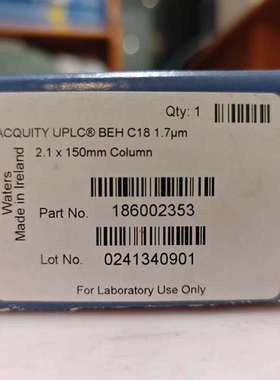 Qty: 1
ACQUITY UPLC® BEH C18 1.7µm
2.1 x 150mm Column
Waters
Made in Ireland
Part No. 186002353
Lot No. 0241340901
For Laboratory Use Only